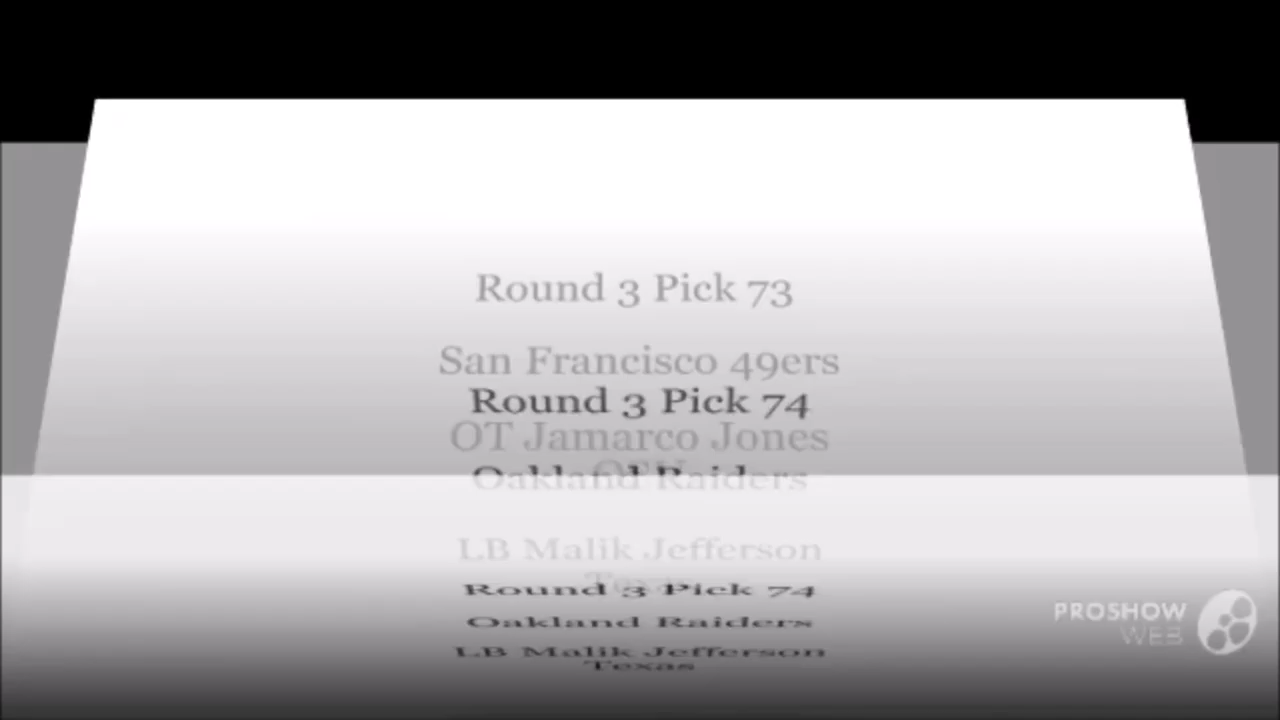 Round 3 Pick 73
San Francisco 49ers
Round 3 Pick 74
OT Jamarco Jones
Oakland Raiders
LB Malik Jefferson
Texas
Round 3 Pick 74
Oakland Raiders
LB Malik Jefferson
Texas
PROSHOW
WEB